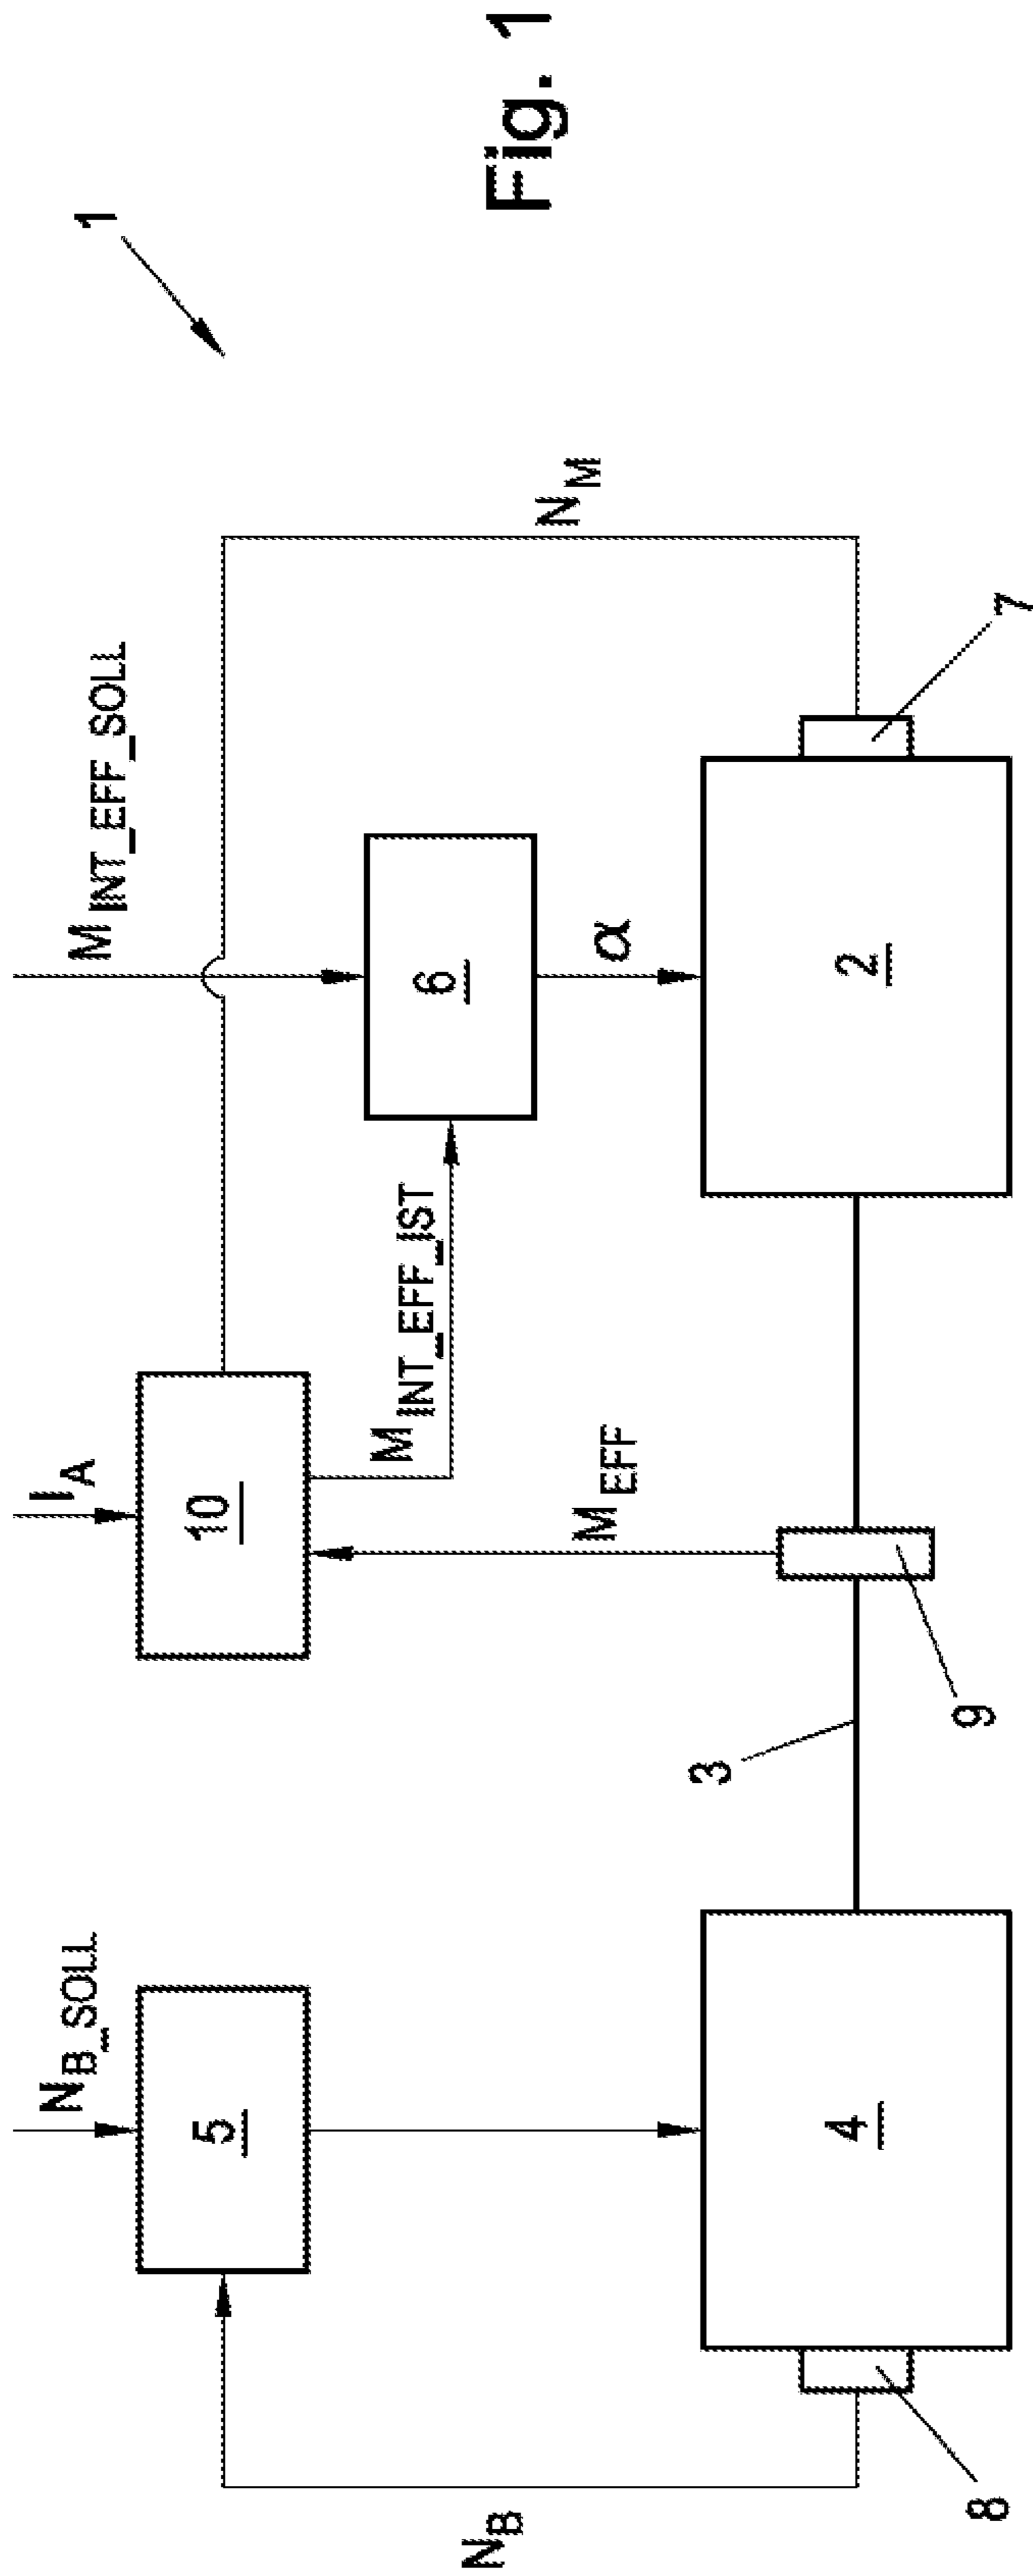 Fig. 1
1
N_B_SOLL
I_A
M_INT_EFF_SOLL
5
10
N_M
M_INT_EFF_IST
6
N_B
M_EFF
α
3
4
2
8
9
7